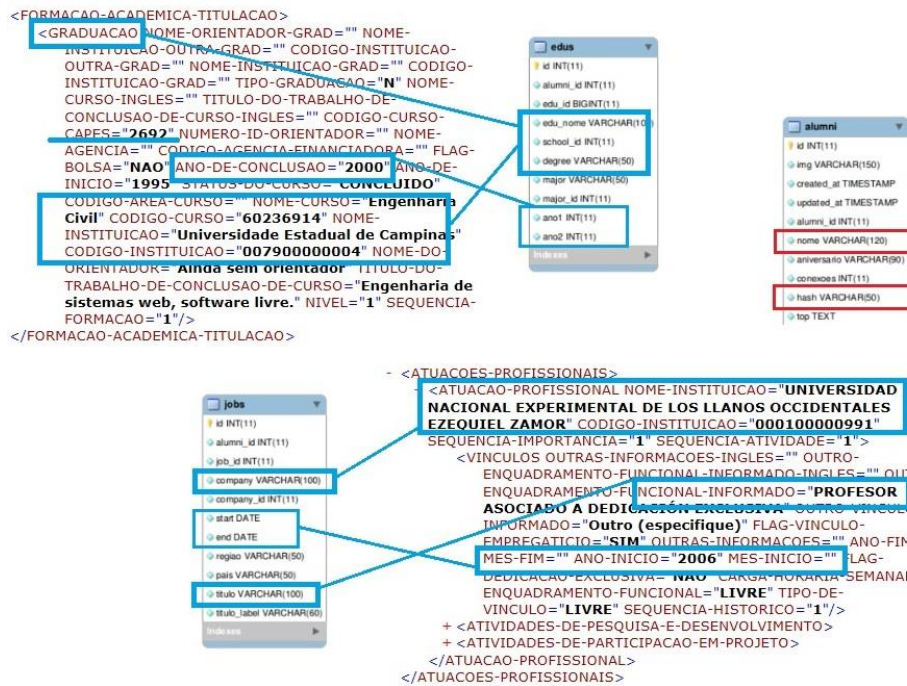 <FORMACAO-ACADEMICA-TITULACAO>
<GRADUACAO NOME-ORIENTADOR-GRAD="" NOME-
INSTITUICAO-OUTRA-GRAD="" CODIGO-INSTITUICAO-
OUTRA-GRAD="" NOME-INSTITUICAO-GRAD="" CODIGO-
INSTITUICAO-GRAD="" TIPO-GRADUACAO="N" NOME-
CURSO-INGLES="" TITULO-DO-TRABALHO-DE-
CONCLUSAO-DE-CURSO-INGLES="" CODIGO-CURSO-
CAPES="2692" NUMERO-ID-ORIENTADOR="" NOME-
AGENCIA="" CODIGO-AGENCIA-FINANCIADORA="" FLAG-
BOLSA="NAO" ANO-DE-CONCLUSAO="2000" ANO-DE-
INICIO="1995" STATUS-DO-CURSO="CONCLUIDO"
CODIGO-AREA-CURSO="" NOME-CURSO="Engenharia
Civil" CODIGO-CURSO="60236914" NOME-
INSTITUICAO="Universidade Estadual de Campinas"
CODIGO-INSTITUICAO="007900000004" NOME-DO-
ORIENTADOR="Ainda sem orientador" TITULO-DO-
TRABALHO-DE-CONCLUSAO-DE-CURSO="Engenharia de
sistemas web, software livre." NIVEL="1" SEQUENCIA-
FORMACAO="1"/>
</FORMACAO-ACADEMICA-TITULACAO>
edus
id INT(11)
alumni_id INT(11)
edu_id BIGINT(11)
edu_nome VARCHAR(10
school_id INT(11)
degree VARCHAR(50)
major VARCHAR(50)
major_id INT(11)
ano1 INT(11)
ano2 INT(11)
Indexes
alumni
id INT(11)
img VARCHAR(150)
created_at TIMESTAMP
updated_at TIMESTAMP
alumni_id INT(11)
nome VARCHAR(120)
aniversario VARCHAR(90)
conexoes INT(11)
hash VARCHAR(50)
top TEXT
jobs
id INT(11)
alumni_id INT(11)
job_id INT(11)
company VARCHAR(100)
company_id INT(11)
start DATE
end DATE
regiao VARCHAR(50)
pais VARCHAR(50)
titulo VARCHAR(100)
titulo_label VARCHAR(60)
Indexes
- <ATUACOES-PROFISSIONAIS>
- <ATUACAO-PROFISSIONAL NOME-INSTITUICAO="UNIVERSIDAD
NACIONAL EXPERIMENTAL DE LOS LLANOS OCCIDENTALES
EZEQUIEL ZAMOR" CODIGO-INSTITUICAO="000100000991"
SEQUENCIA-IMPORTANCIA="1" SEQUENCIA-ATIVIDADE="1">
<VINCULOS OUTRAS-INFORMACOES-INGLES="" OUTRO-
ENQUADRAMENTO-FUNCIONAL-INFORMADO-INGLES="" OUT
ENQUADRAMENTO-FUNCIONAL-INFORMADO="PROFESOR
ASOCIADO A DEDICACIÓN EXCLUSIVA" OUTRO-VINCULO
INFORMADO="Outro (especifique)" FLAG-VINCULO-
EMPREGATICIO="SIM" OUTRAS-INFORMACOES="" ANO-FIM
MES-FIM="" ANO-INICIO="2006" MES-INICIO="" FLAG-
DEDICACAO-EXCLUSIVA="NAO" CARGA-HORARIA-SEMANAL
ENQUADRAMENTO-FUNCIONAL="LIVRE" TIPO-DE-
VINCULO="LIVRE" SEQUENCIA-HISTORICO="1"/>
+ <ATIVIDADES-DE-PESQUISA-E-DESENVOLVIMENTO>
+ <ATIVIDADES-DE-PARTICIPACAO-EM-PROJETO>
</ATUACAO-PROFISSIONAL>
</ATUACOES-PROFISSIONAIS>